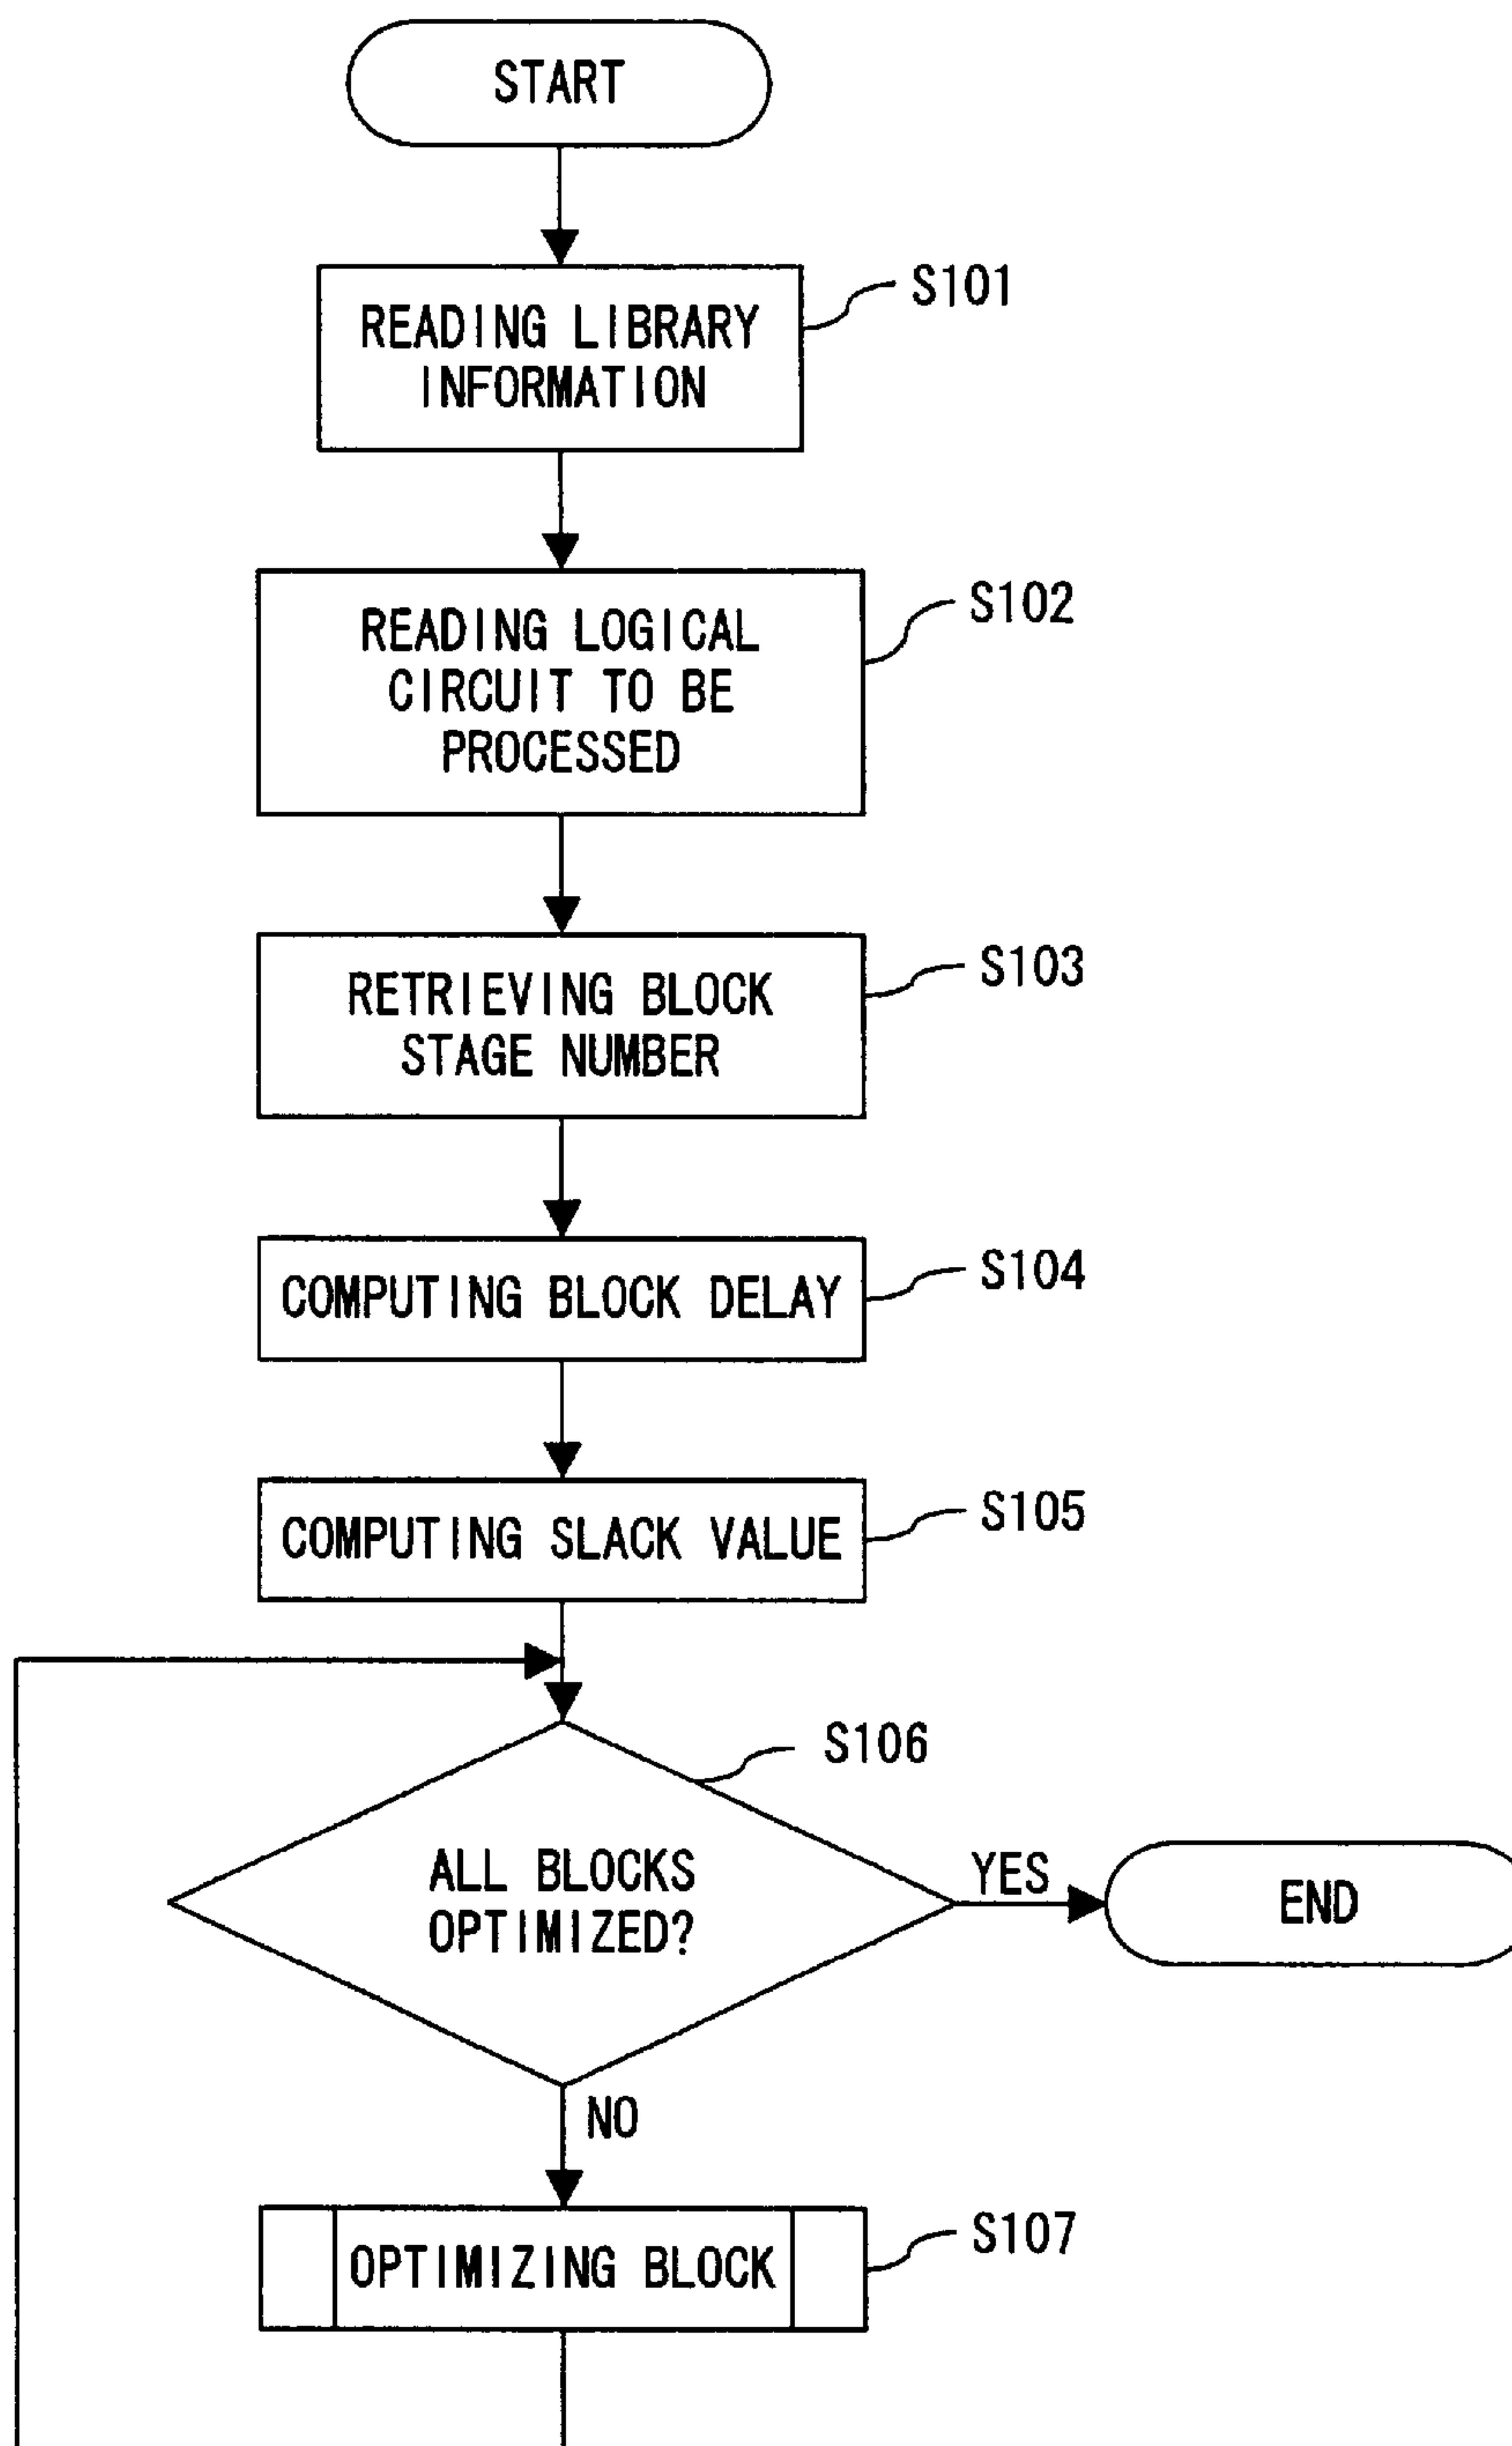 START
READING LIBRARY
INFORMATION
S101
READING LOGICAL
CIRCUIT TO BE
PROCESSED
S102
RETRIEVING BLOCK
STAGE NUMBER
S103
COMPUTING BLOCK DELAY
S104
COMPUTING SLACK VALUE
S105
S106
ALL BLOCKS
OPTIMIZED?
YES
END
NO
OPTIMIZING BLOCK
S107